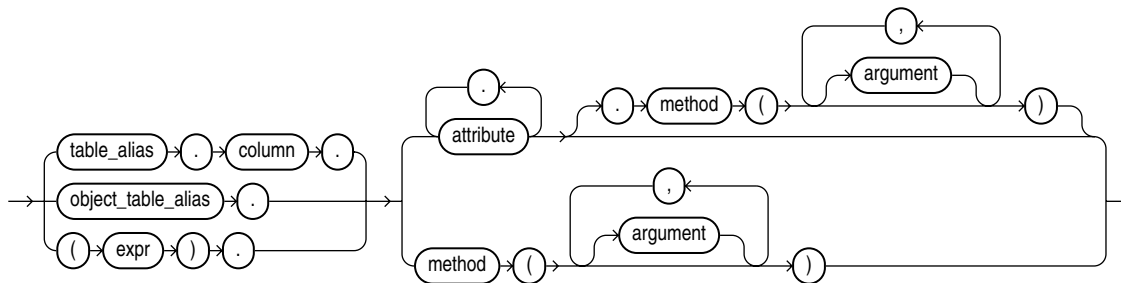 ,
. argument
. method ( )
attribute
table_alias . column .
object_table_alias . ,
( expr ) . argument
method ( )